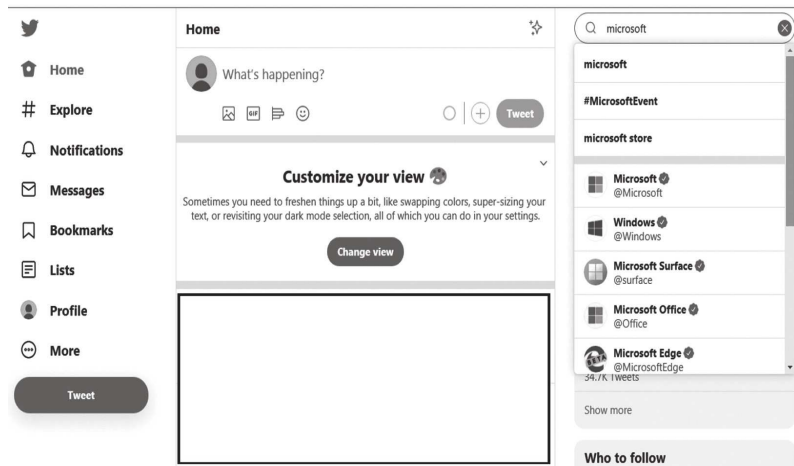 Home
Explore
Notifications
Messages
Bookmarks
Lists
Profile
More
Tweet
Home
What's happening?
GIF
Tweet
Customize your view
Sometimes you need to freshen things up a bit, like swapping colors, super-sizing your
text, or revisiting your dark mode selection, all of which you can do in your settings.
Change view
microsoft
microsoft
#MicrosoftEvent
microsoft store
Microsoft
@Microsoft
Windows
@Windows
Microsoft Surface
@surface
Microsoft Office
@Office
Microsoft Edge
@MicrosoftEdge
34.7K Tweets
Show more
Who to follow